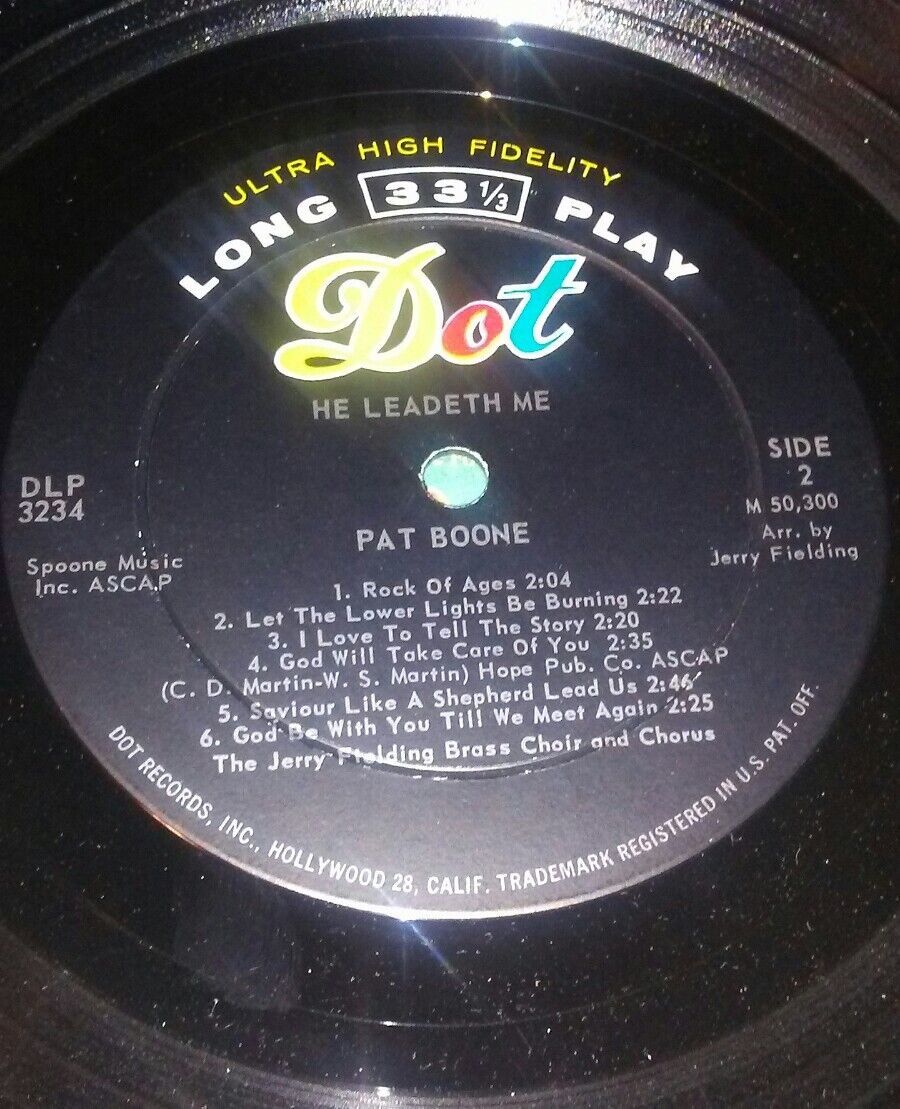 ULTRA HIGH FIDELITY
LONG 33 1/3 PLAY
Dot
HE LEADETH ME
DLP
3234
SIDE
2
M 50,300
Arr. by
Jerry Fielding
PAT BOONE
Spoone Music
Inc. ASCAP
1. Rock Of Ages 2:04
2. Let The Lower Lights Be Burning 2:22
3. I Love To Tell The Story 2:20
4. God Will Take Care Of You 2:35
(C. D. Martin-W. S. Martin) Hope Pub. Co. ASCAP
5. Saviour Like A Shepherd Lead Us 2:46
6. God Be With You Till We Meet Again 2:25
The Jerry Fielding Brass Choir and Chorus
DOT RECORDS, INC., HOLLYWOOD 28, CALIF. TRADEMARK REGISTERED IN U.S. PAT. OFF.